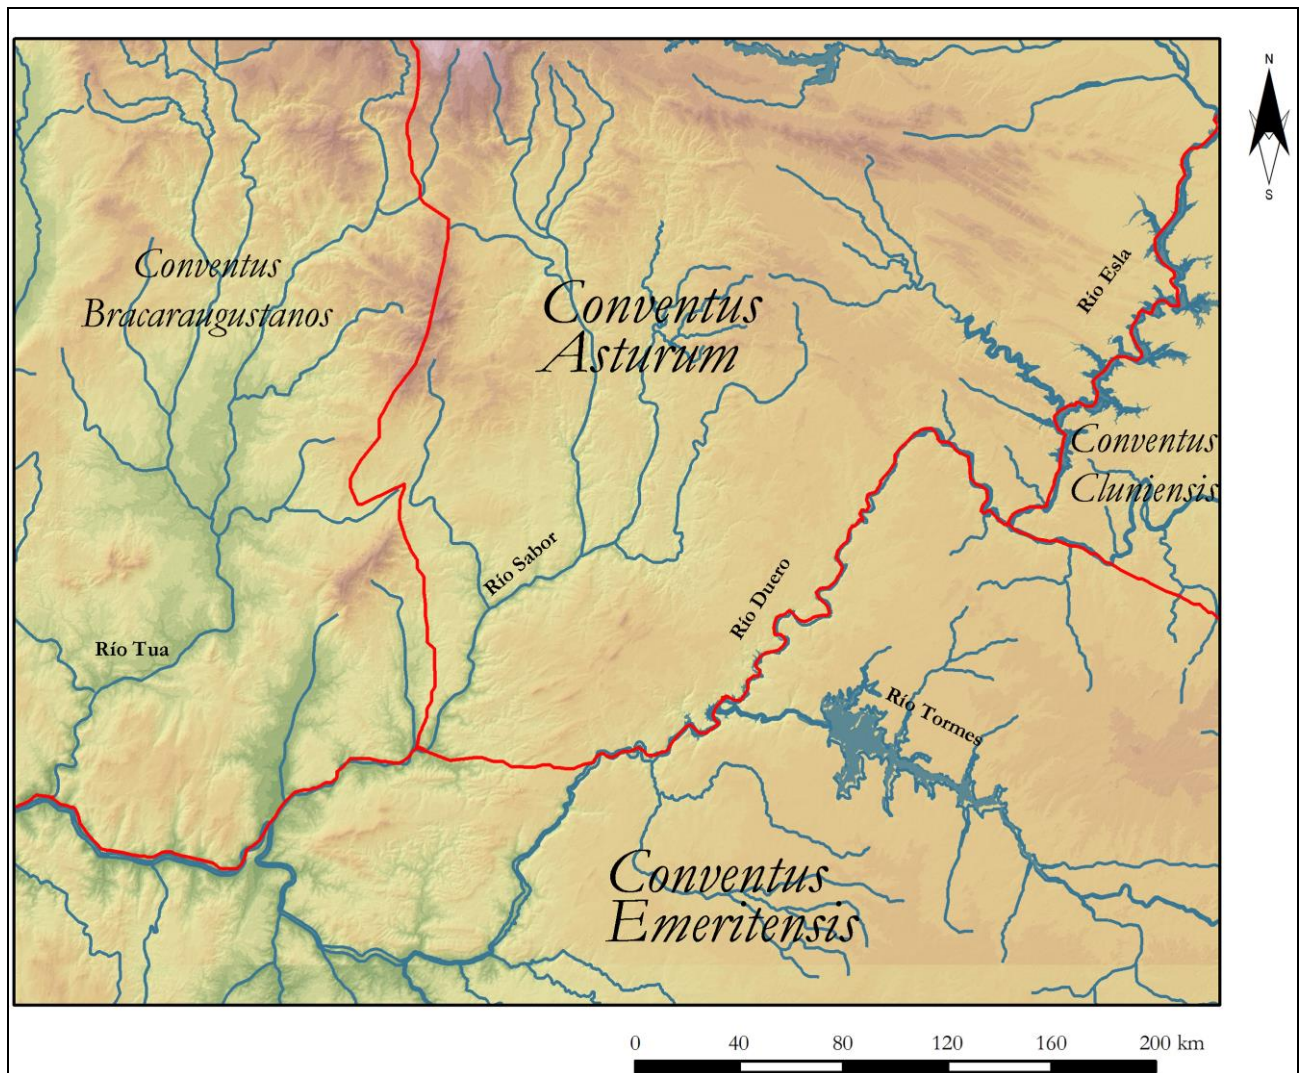 N
S
Conventus
Bracaraugustanos
Río Esla
Conventus
Asturum
Conventus
Cluniensis
Río Sabor
Río Duero
Río Tua
Río Tormes
Conventus
Emeritensis
0 40 80 120 160 200 km